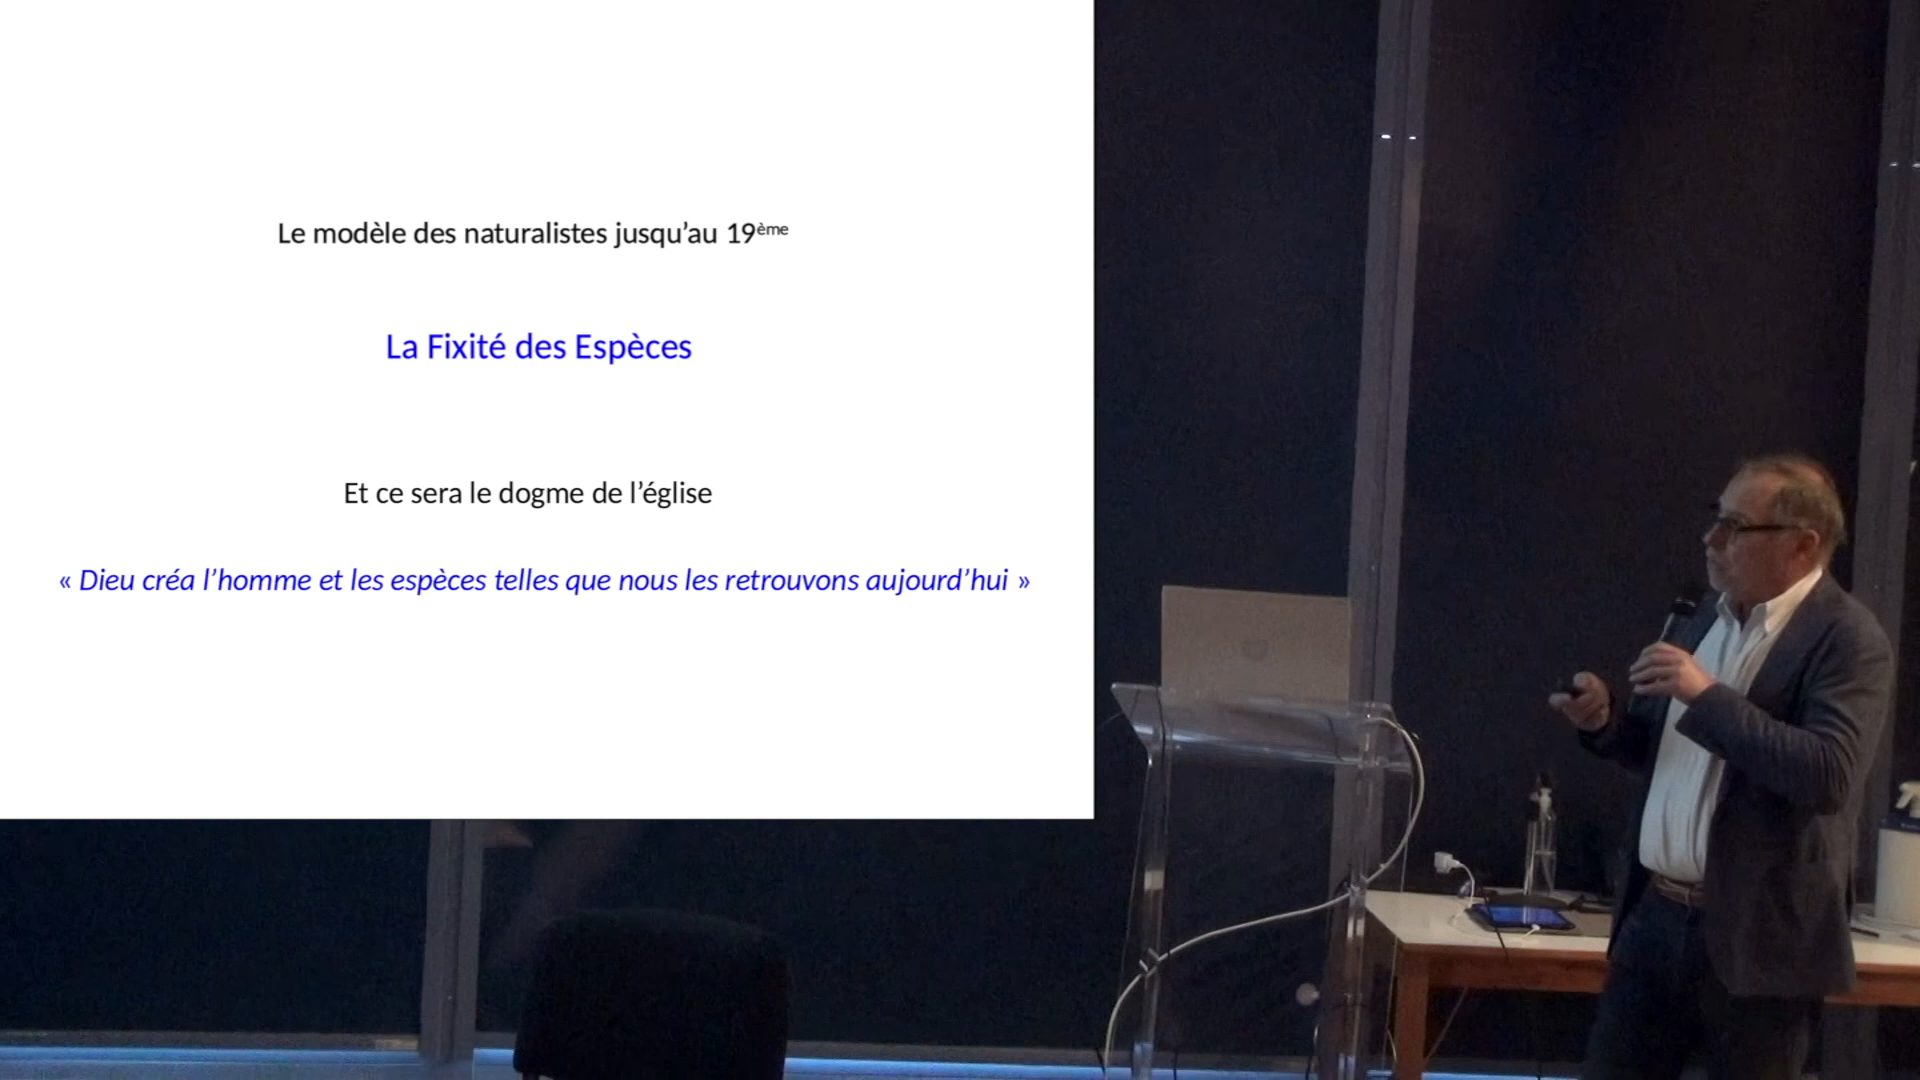 Le modèle des naturalistes jusqu’au 19ème
La Fixité des Espèces
Et ce sera le dogme de l’église
« Dieu créa l’homme et les espèces telles que nous les retrouvons aujourd’hui »